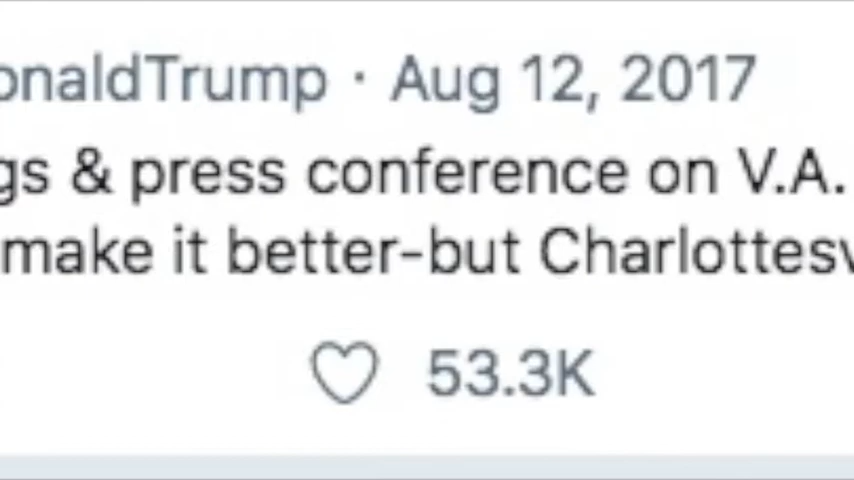 onaldTrump · Aug 12, 2017
gs & press conference on V.A.
make it better-but Charlottesv
53.3K